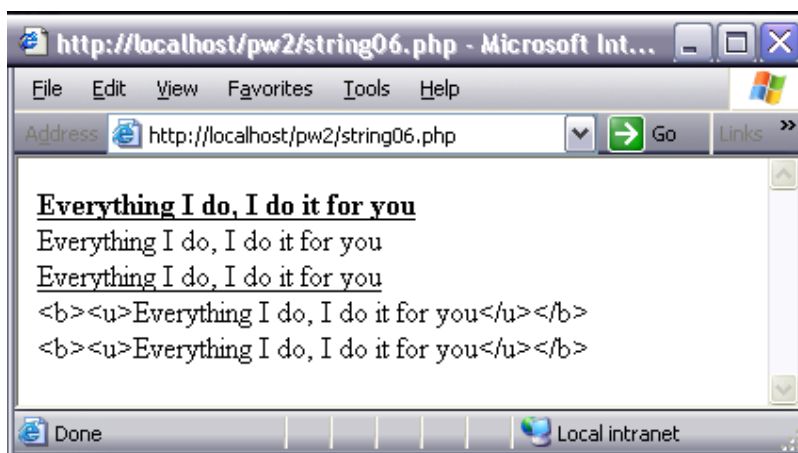 http://localhost/pw2/string06.php - Microsoft Int...
File Edit View Favorites Tools Help
Address http://localhost/pw2/string06.php Go Links »
Everything I do, I do it for you
Everything I do, I do it for you
Everything I do, I do it for you
<b><u>Everything I do, I do it for you</u></b>
<b><u>Everything I do, I do it for you</u></b>
Done Local intranet